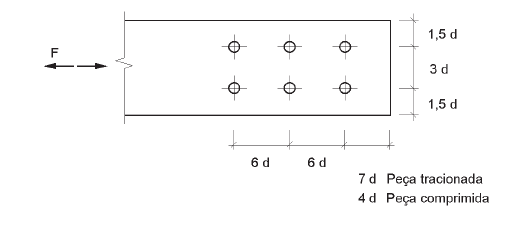 F
1,5 d
3 d
1,5 d
6 d 6 d
7 d Peça tracionada
4 d Peça comprimida